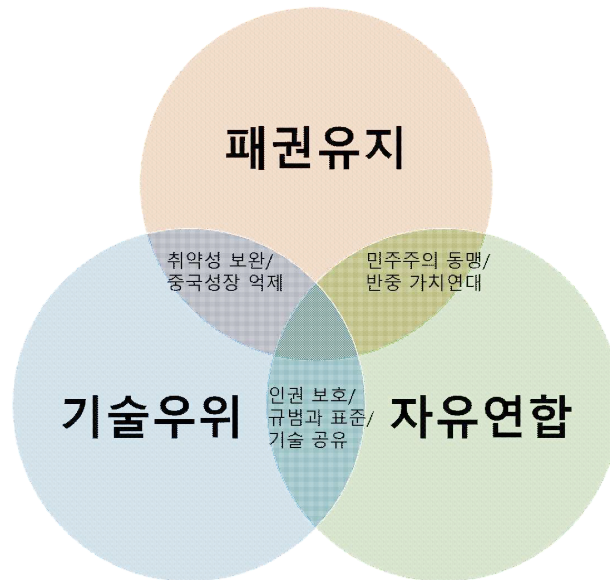 패권유지
취약성 보완/
중국성장 억제
민주주의 동맹/
반중 가치연대
기술우위
인권 보호/
규범과 표준/
기술 공유
자유연합